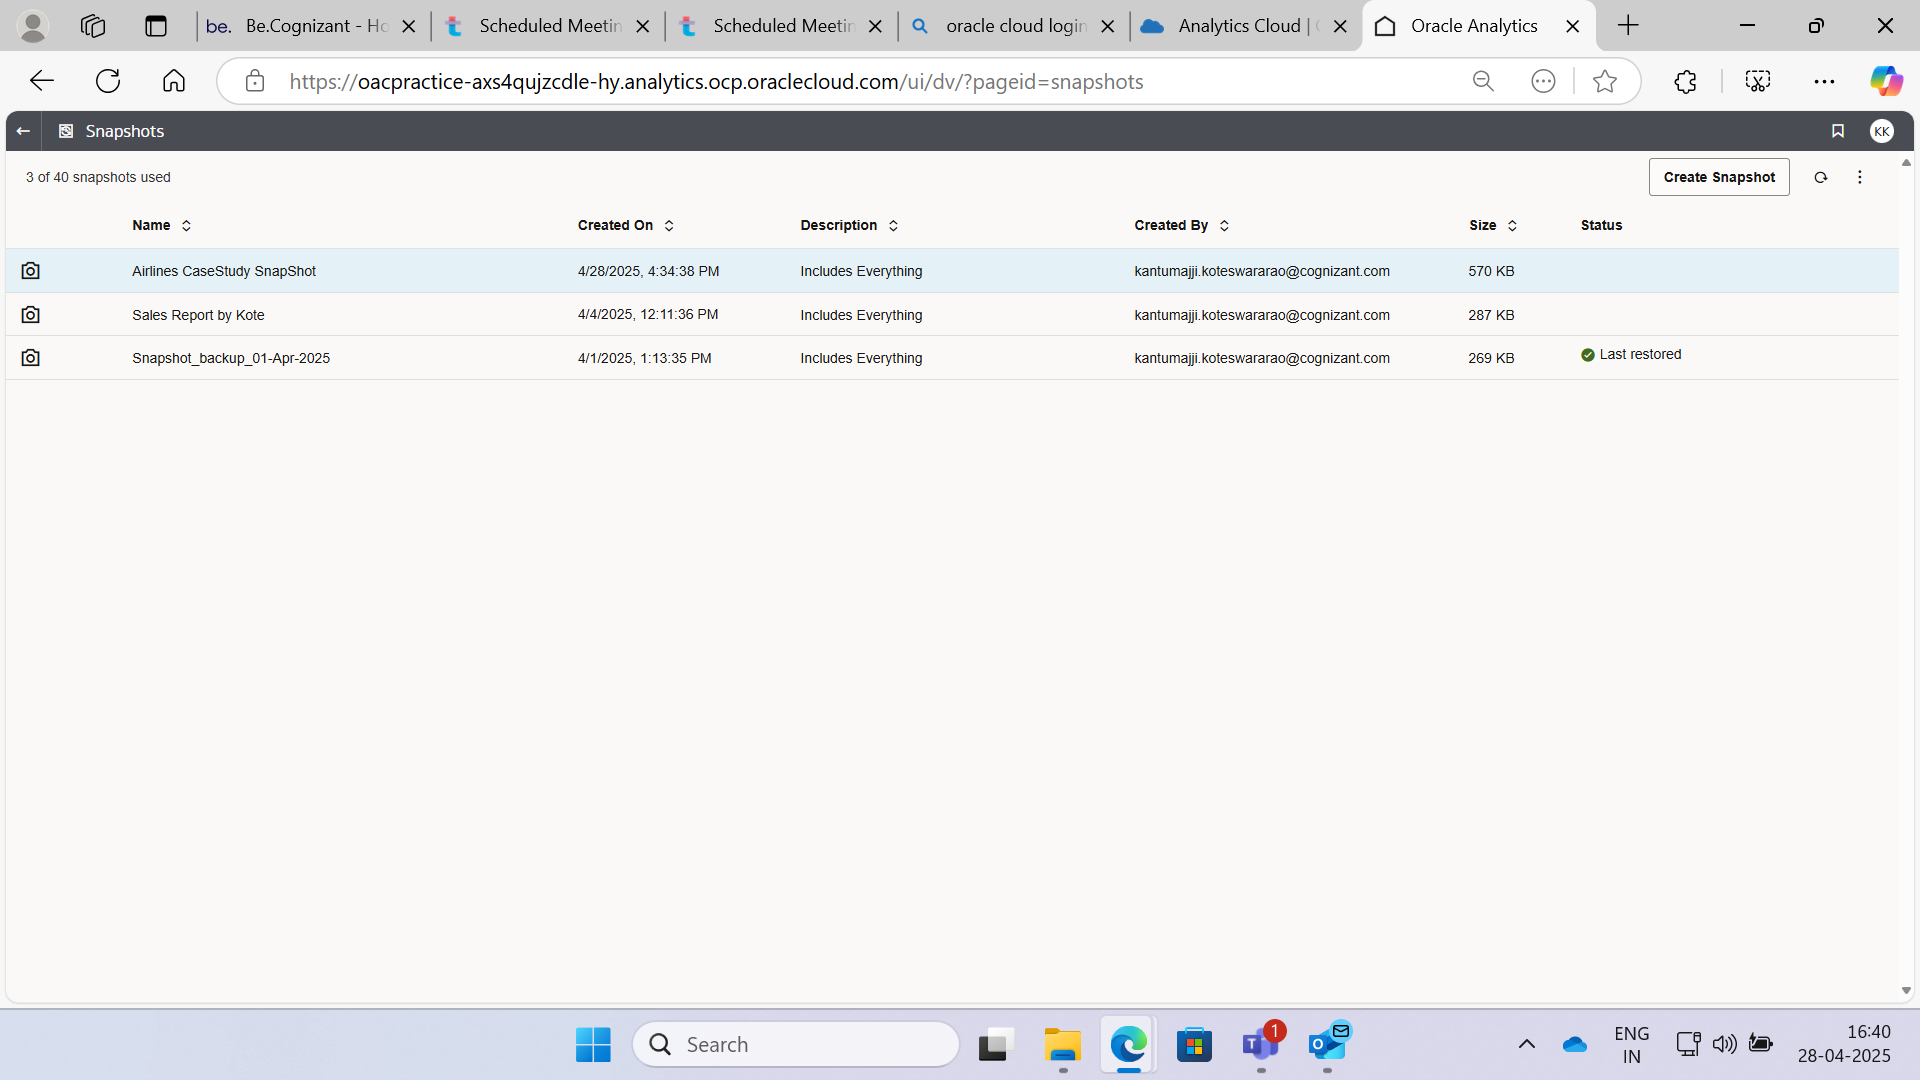 be. Be.Cognizant - Ho
Scheduled Meetin
Scheduled Meetin
oracle cloud login
Analytics Cloud |
Oracle Analytics
https://oacpractice-axs4qujzcdle-hy.analytics.ocp.oraclecloud.com/ui/dv/?pageid=snapshots
Snapshots
KK
3 of 40 snapshots used
Create Snapshot
Name Created On Description Created By Size Status
Airlines CaseStudy SnapShot 4/28/2025, 4:34:38 PM Includes Everything kantumajji.koteswararao@cognizant.com 570 KB
Sales Report by Kote 4/4/2025, 12:11:36 PM Includes Everything kantumajji.koteswararao@cognizant.com 287 KB
Snapshot_backup_01-Apr-2025 4/1/2025, 1:13:35 PM Includes Everything kantumajji.koteswararao@cognizant.com 269 KB Last restored
Search
T 1
O
ENG
IN
16:40
28-04-2025